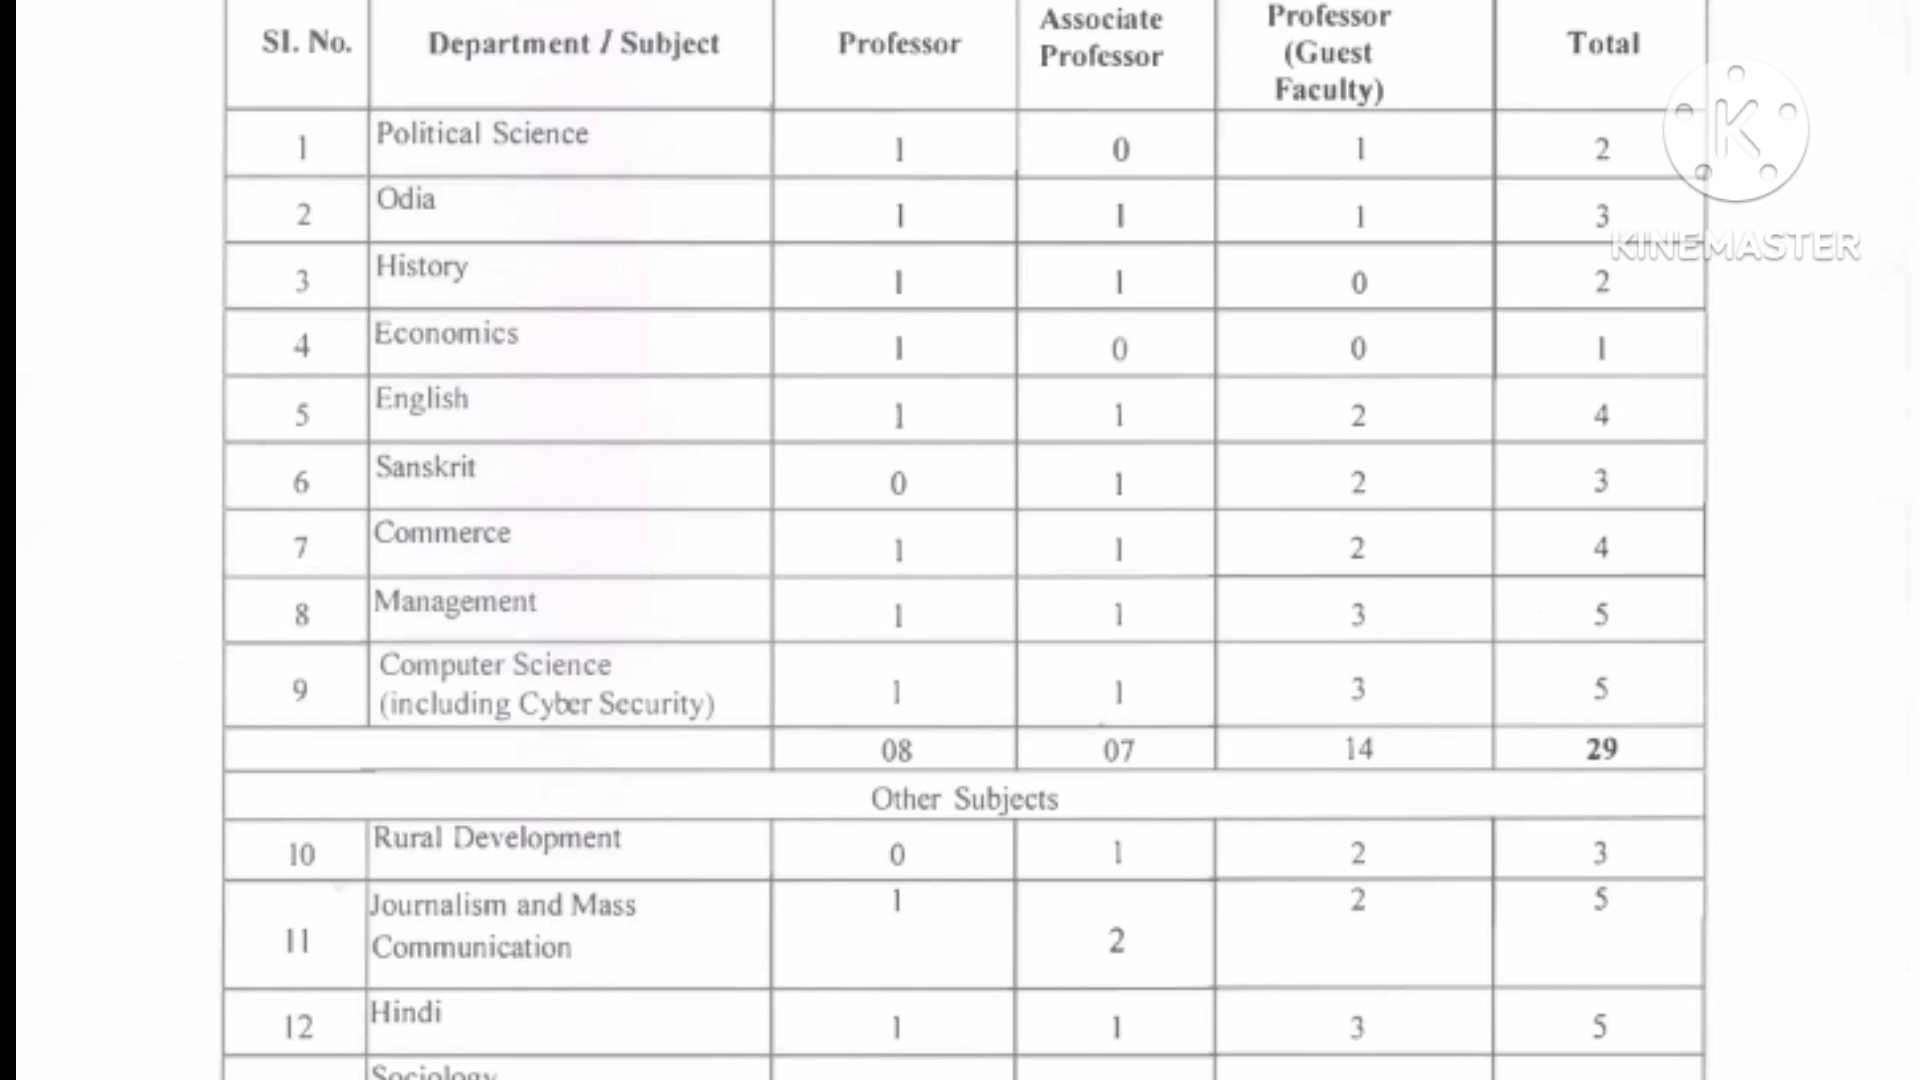 Sl. No. Department / Subject Professor Associate Professor Professor (Guest Faculty) Total
1 Political Science 1 0 1 2
2 Odia 1 1 1 3
3 History 1 1 0 2
4 Economics 1 0 0 1
5 English 1 1 2 4
6 Sanskrit 0 1 2 3
7 Commerce 1 1 2 4
8 Management 1 1 3 5
9 Computer Science (including Cyber Security) 1 1 3 5
08 07 14 29
Other Subjects
10 Rural Development 0 1 2 3
11 Journalism and Mass Communication 1 2 2 5
12 Hindi 1 1 3 5
Sociology
K
KINEMASTER